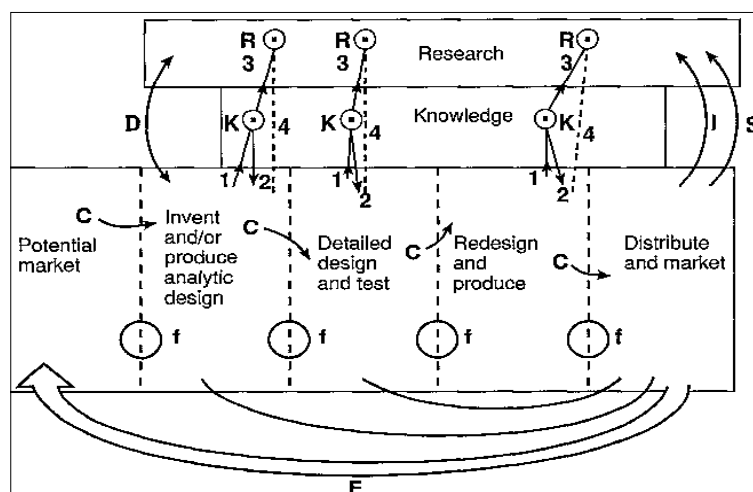 R R R
3 3 3
Research
D K 4 K 4 Knowledge K 4 I S
1 2 1 2 1 2
C Invent
and/or
produce
analytic
design
Potential
market
C Detailed
design
and test
C Redesign
and
produce
C Distribute
and market
f f f f
F